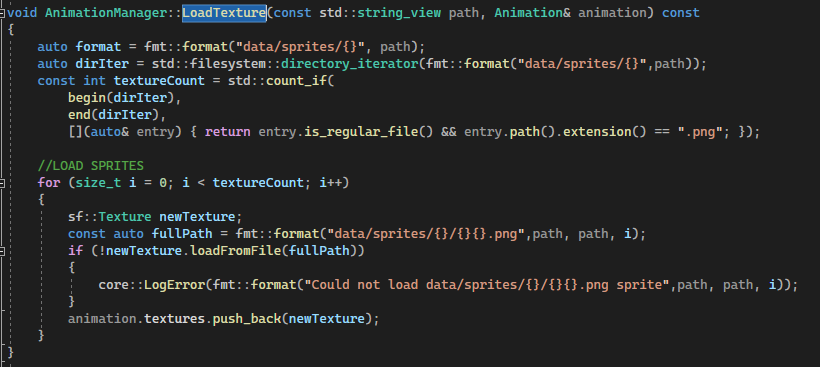 void AnimationManager::LoadTexture(const std::string_view path, Animation& animation) const
{
auto format = fmt::format("data/sprites/{}", path);
auto dirIter = std::filesystem::directory_iterator(fmt::format("data/sprites/{}",path));
const int textureCount = std::count_if(
begin(dirIter),
end(dirIter),
[](auto& entry) { return entry.is_regular_file() && entry.path().extension() == ".png"; });
//LOAD SPRITES
for (size_t i = 0; i < textureCount; i++)
{
sf::Texture newTexture;
const auto fullPath = fmt::format("data/sprites/{}/{}{}.png",path, path, i);
if (!newTexture.loadFromFile(fullPath))
{
core::LogError(fmt::format("Could not load data/sprites/{}/{}{}.png sprite",path, path, i));
}
animation.textures.push_back(newTexture);
}
}